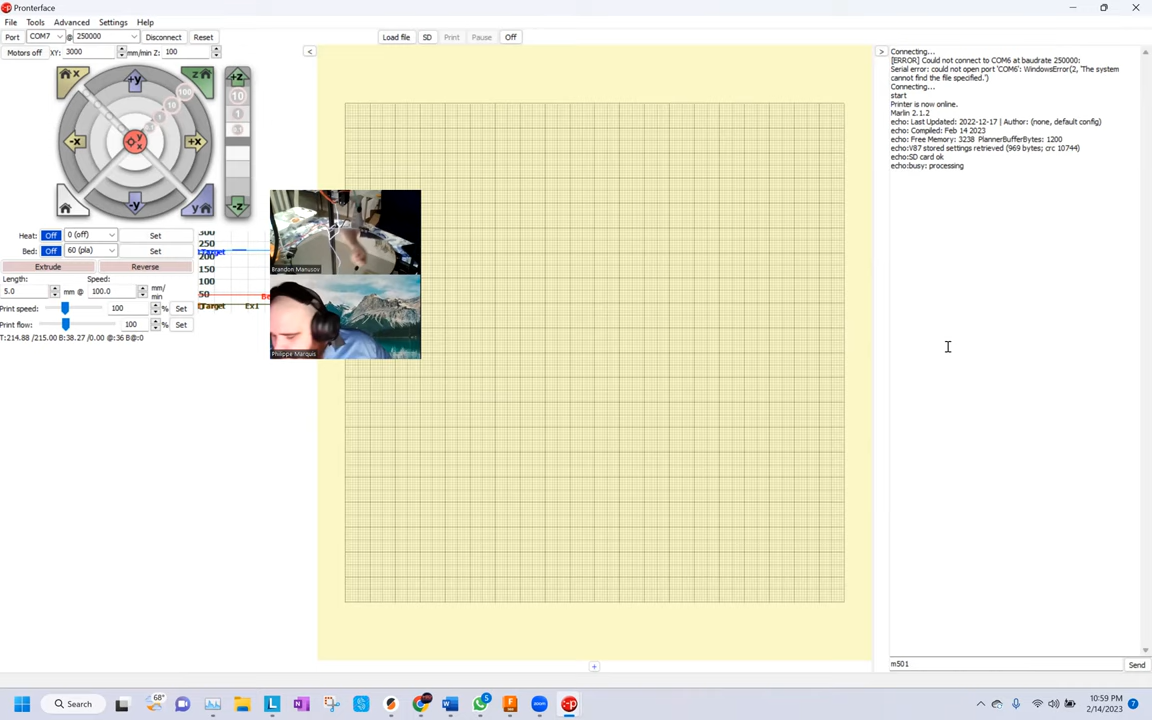 Pronterface
File Tools Advanced Settings Help
Port COM7 @ 250000 Disconnect Reset Load file SD Print Pause Off
Motors off XY: 3000 mm/min Z: 100
< >
x +y z +z
100 10
10 1
-x y x +x
-y y -z
Heat: Off 0 (off) Set
Bed: Off 60 (pla) Set
Extrude Reverse
Length: Speed:
5.0 mm @ 100.0 mm/
min
Print speed: 100 % Set
Print flow: 100 % Set
T:214.88 /215.00 B:38.27 /0.00 @:36 B@:0
300
250
Target
200
150
100
50
Target Ex1
Brandon Manusov
Philippe Marquis
Connecting...
[ERROR] Could not connect to COM6 at baudrate 250000:
Serial error: could not open port 'COM6': WindowsError(2, 'The system
cannot find the file specified.')
Connecting...
start
Printer is now online.
Marlin 2.1.2
echo: Last Updated: 2022-12-17 | Author: (none, default config)
echo: Compiled: Feb 14 2023
echo: Free Memory: 3238 PlannerBufferBytes: 1200
echo:V87 stored settings retrieved (969 bytes; crc 10744)
echo:SD card ok
echo:busy: processing
m501 Send
+
Search
68°
5
10:59 PM
2/14/2023
7